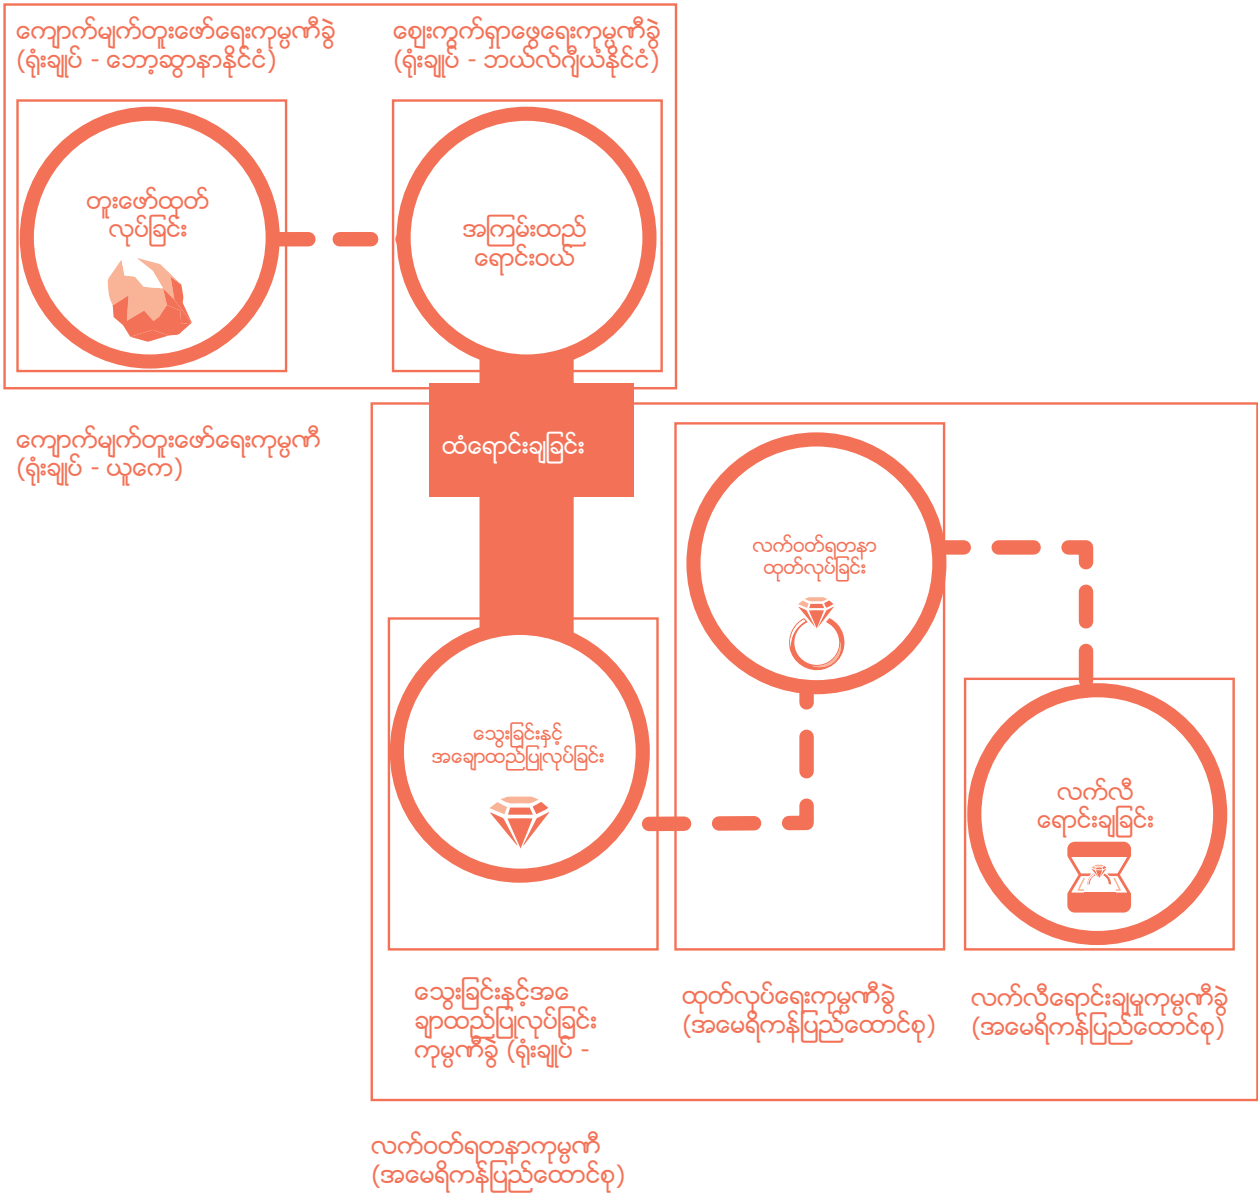 ကျောက်မျက်တူးဖော်ရေးကုမ္ပဏီခွဲ
(ရုံးချုပ် - ဘော့ဆွာနာနိုင်ငံ)
ဈေးကွက်ရှာဖွေရေးကုမ္ပဏီခွဲ
(ရုံးချုပ် - ဘယ်လ်ဂျီယံနိုင်ငံ)
တူးဖော်ထုတ်
လုပ်ခြင်း
အကြမ်းထည်
ရောင်းဝယ်
ကျောက်မျက်တူးဖော်ရေးကုမ္ပဏီ
(ရုံးချုပ် - ယူကေ)
ထံရောင်းချခြင်း
လက်ဝတ်ရတနာ
ထုတ်လုပ်ခြင်း
သွေးခြင်းနှင့်
အချောထည်ပြုလုပ်ခြင်း
လက်လီ
ရောင်းချခြင်း
သွေးခြင်းနှင့်အ‌ေ
ချာထည်ပြုလုပ်ခြင်း
ကုမ္ပဏီခွဲ (ရုံးချုပ် -
ထုတ်လုပ်ရေးကုမ္ပဏီခွဲ
(အမေရိကန်ပြည်ထောင်စု)
လက်လီရောင်းချမှုကုမ္ပဏီခွဲ
(အမေရိကန်ပြည်ထောင်စု)
လက်ဝတ်ရတနာကုမ္ပဏီ
(အမေရိကန်ပြည်ထောင်စု)